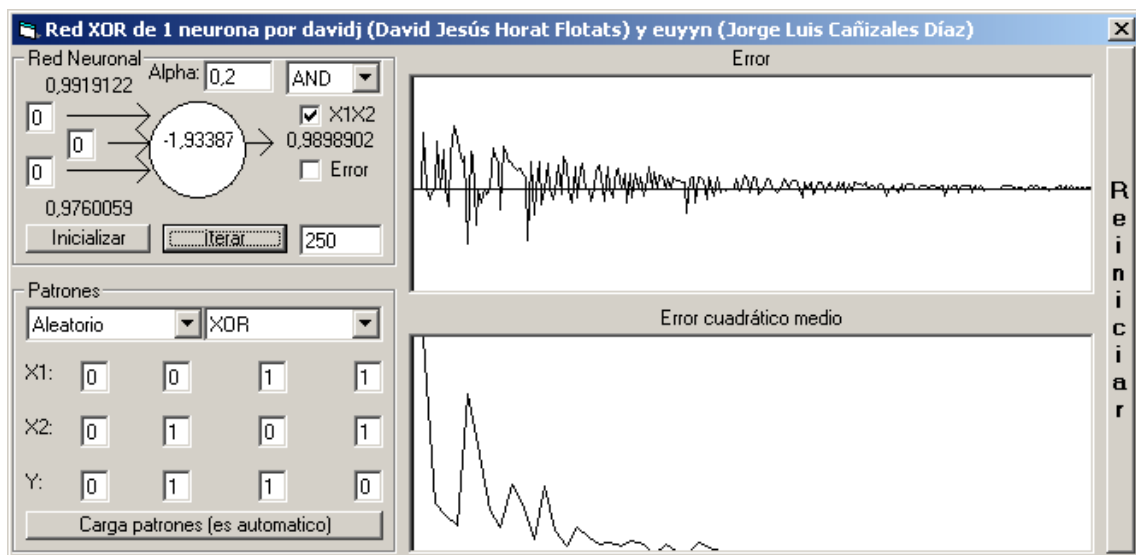 Red XOR de 1 neurona por davidj (David Jesús Horat Flotats) y euyyn (Jorge Luis Cañizales Díaz)
Red Neuronal
Alpha: 0,2 AND
0,9919122
0 X1X2
0 -1,93387 0,9898902
0 Error
0,9760059
Inicializar iterar 250
Patrones
Aleatorio XOR
X1: 0 0 1 1
X2: 0 1 0 1
Y: 0 1 1 0
Carga patrones (es automatico)
Error
Error cuadrático medio
Reiniciar